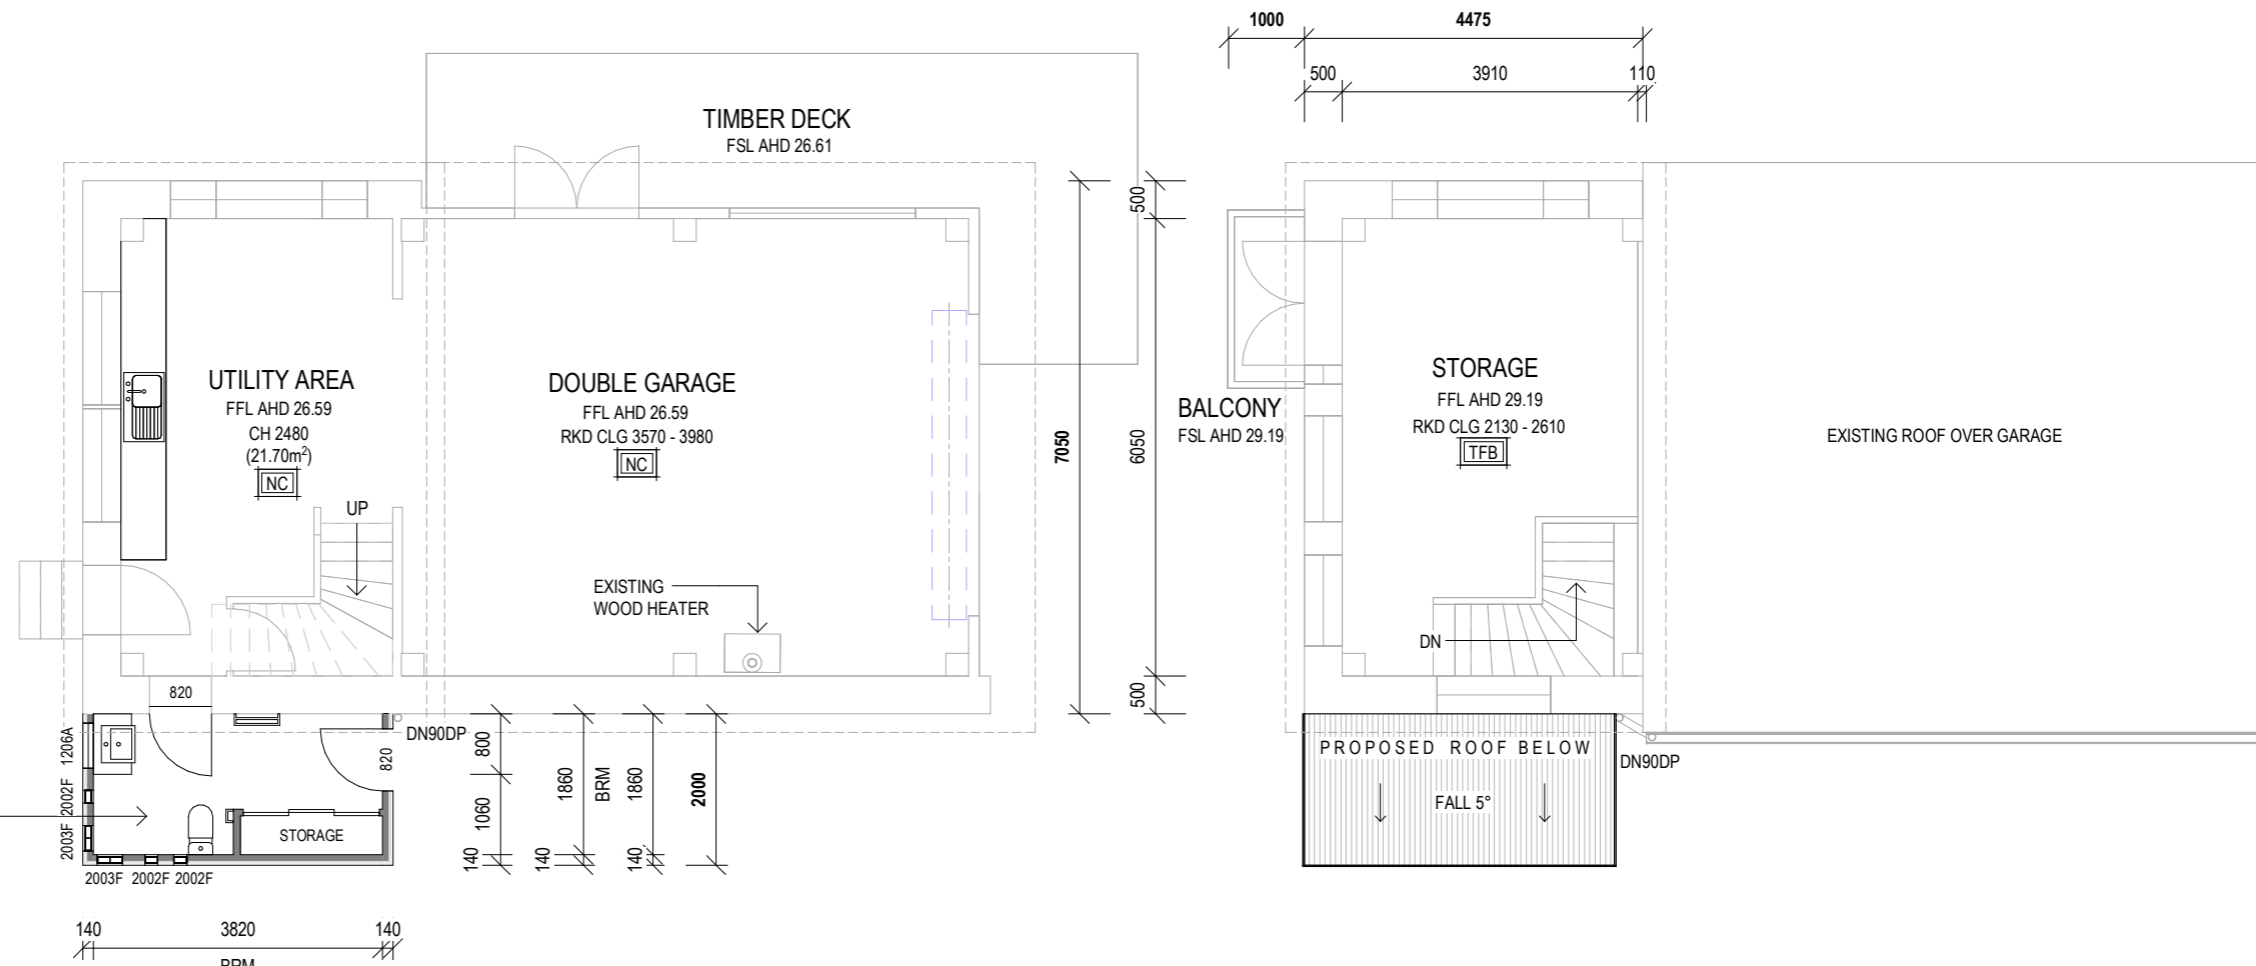 1000
4475
500
3910
110
TIMBER DECK
FSL AHD 26.61
500
7050
6050
500
UTILITY AREA
FFL AHD 26.59
CH 2480
(21.70m²)
NC
UP
DOUBLE GARAGE
FFL AHD 26.59
RKD CLG 3570 - 3980
NC
EXISTING
WOOD HEATER
BALCONY
FSL AHD 29.19
STORAGE
FFL AHD 29.19
RKD CLG 2130 - 2610
TFB
DN
EXISTING ROOF OVER GARAGE
820
820
DN90DP
1206A
2002F
2003F
STORAGE
2003F
2002F
2002F
800
1060
140
1860
140
BRM
1860
140
2000
PROPOSED ROOF BELOW
FALL 5°
DN90DP
140
3820
140
BRM